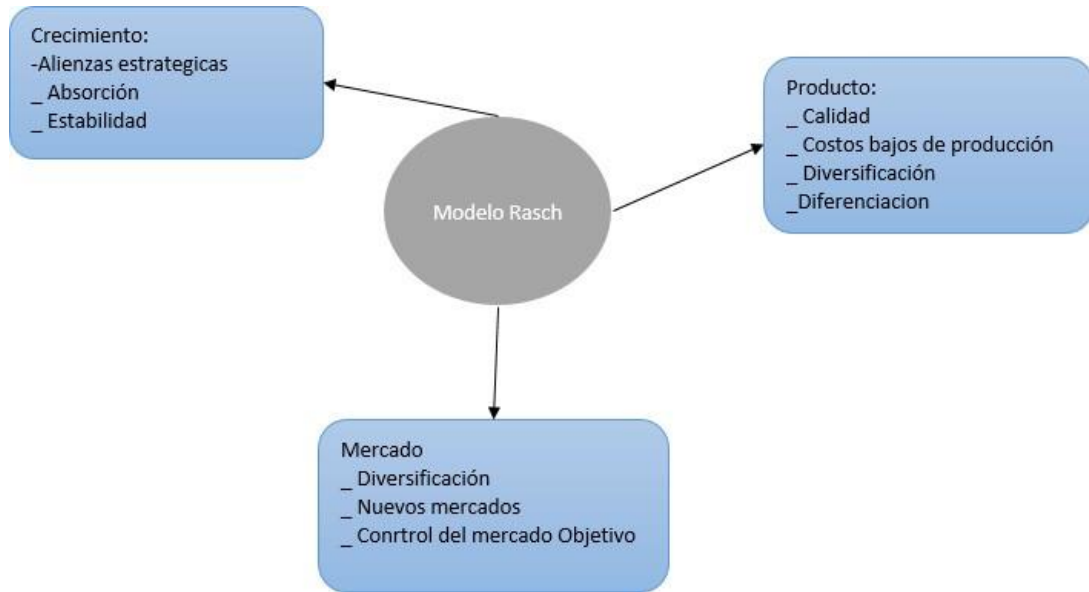 Crecimiento:
-Alienzas estrategicas
_ Absorción
_ Estabilidad
Producto:
_ Calidad
_ Costos bajos de producción
_ Diversificación
_Diferenciacion
Modelo Rasch
Mercado
_ Diversificación
_ Nuevos mercados
_ Conrtrol del mercado Objetivo